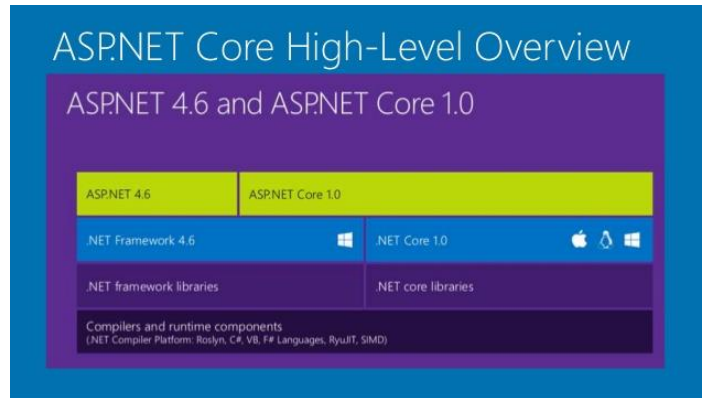 ASP.NET Core High-Level Overview
ASP.NET 4.6 and ASP.NET Core 1.0
ASP.NET 4.6
ASP.NET Core 1.0
.NET Framework 4.6
.NET Core 1.0
.NET framework libraries
.NET core libraries
Compilers and runtime components
(.NET Compiler Platform: Roslyn, C#, VB, F# Languages, RyuJIT, SIMD)